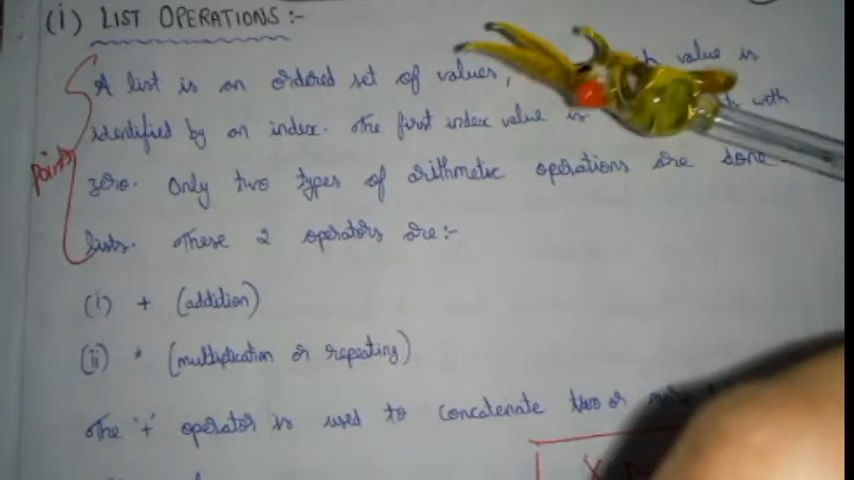 (i) LIST OPERATIONS :-
A list is an ordered set of values, value is
identified by an index. The first index value is with
zero. Only two types of arithmetic operations are done
lists. These 2 operators are:-
Points
(i) + (addition)
(ii) * (multiplication or repeating)
The '+' operator is used to concatenate two or